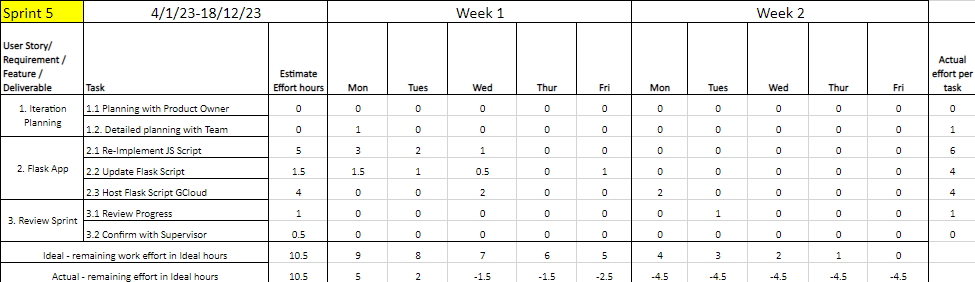 Sprint 5 4/1/23-18/12/23 Week 1 Week 2
User Story/
Requirement /
Feature /
Deliverable Task Estimate Effort hours Mon Tues Wed Thur Fri Mon Tues Wed Thur Fri Actual effort per task
1. Iteration Planning 1.1 Planning with Product Owner 0 0 0 0 0 0 0 0 0 0 0 0
1.2. Detailed planning with Team 0 1 0 0 0 0 0 0 0 0 0 1
2. Flask App 2.1 Re-Implement JS Script 5 3 2 1 0 0 0 0 0 0 0 6
2.2 Update Flask Script 1.5 1.5 1 0.5 0 1 0 0 0 0 0 4
2.3 Host Flask Script GCloud 4 0 0 2 0 0 2 0 0 0 0 4
3. Review Sprint 3.1 Review Progress 1 0 0 0 0 0 0 1 0 0 0 1
3.2 Confirm with Supervisor 0.5 0 0 0 0 0 0 0 0 0 0 0
Ideal - remaining work effort in Ideal hours 10.5 9 8 7 6 5 4 3 2 1 0
Actual - remaining effort in Ideal hours 10.5 5 2 -1.5 -1.5 -2.5 -4.5 -4.5 -4.5 -4.5 -4.5